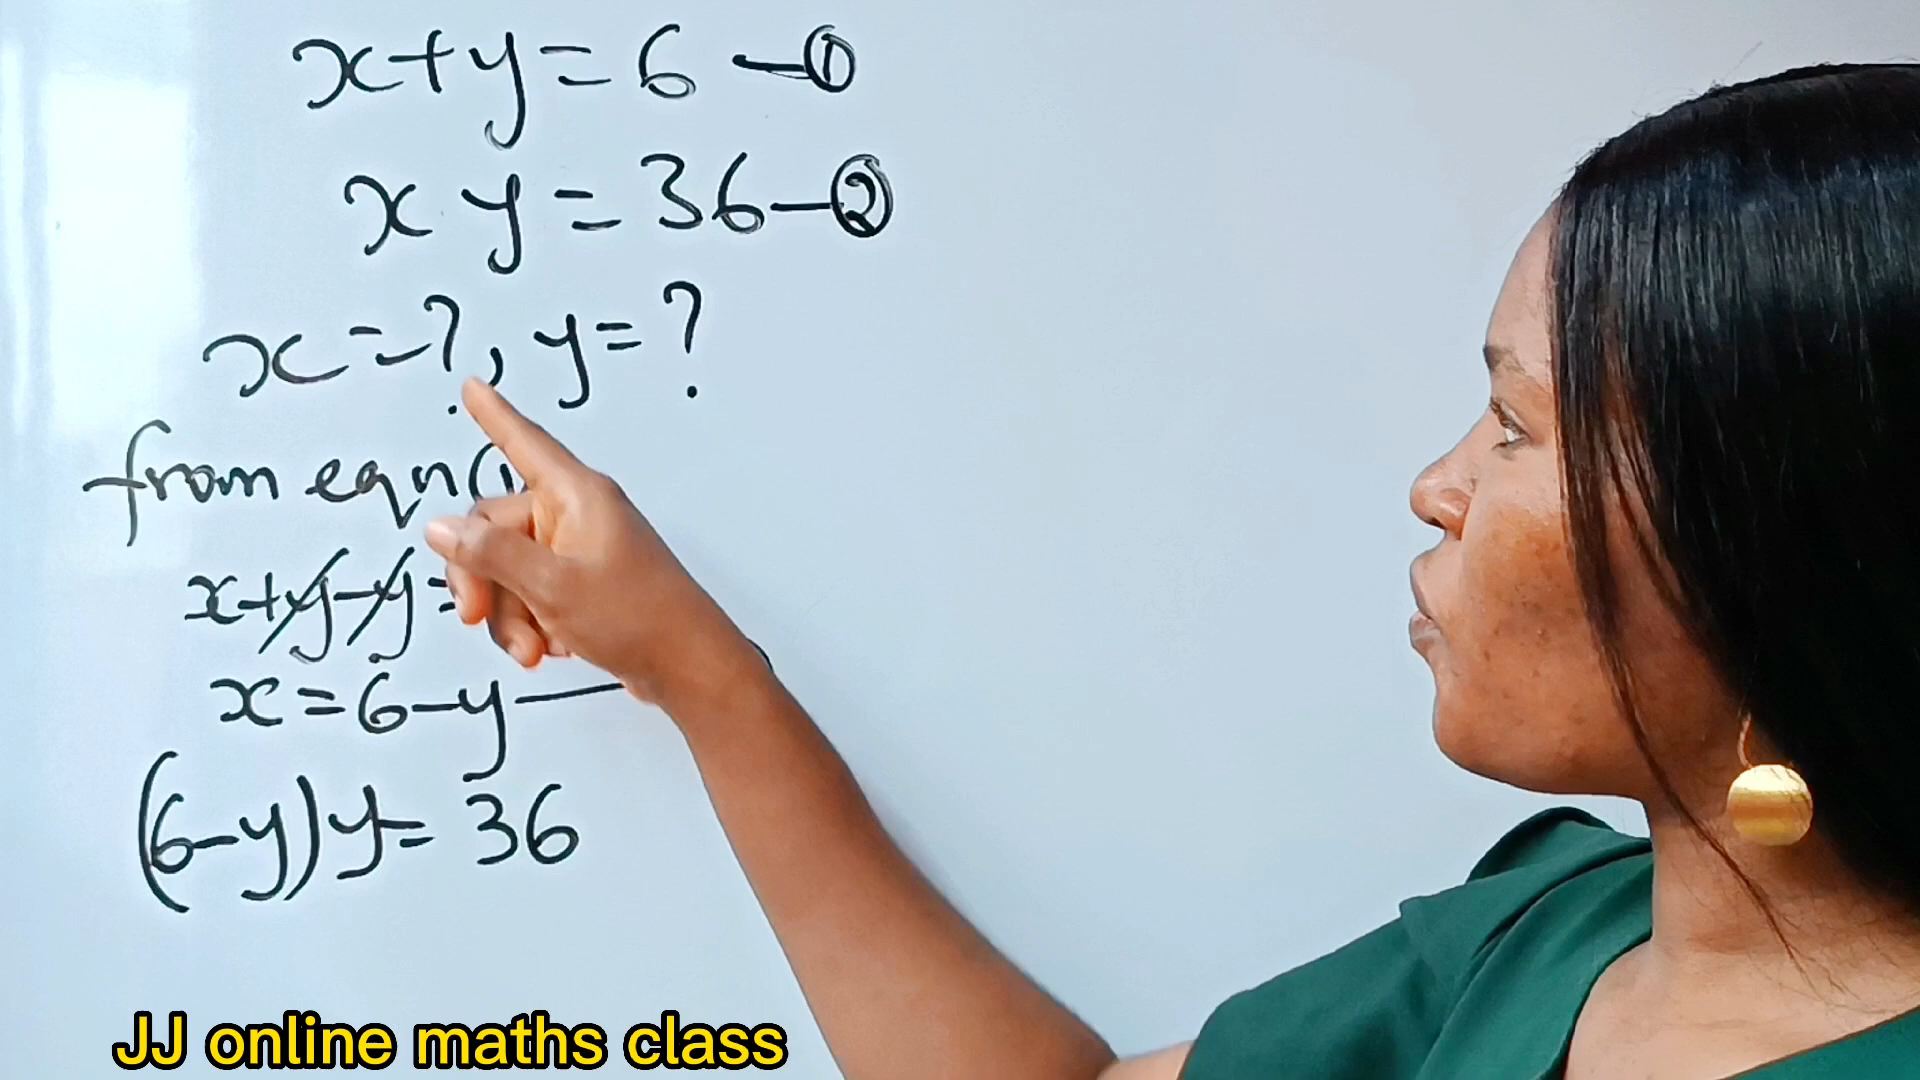 x+y=6 —①
xy=36—②
x=?, y=?
from eqn
x+y-y=
x=6-y—
(6-y)y=36
JJ online maths class